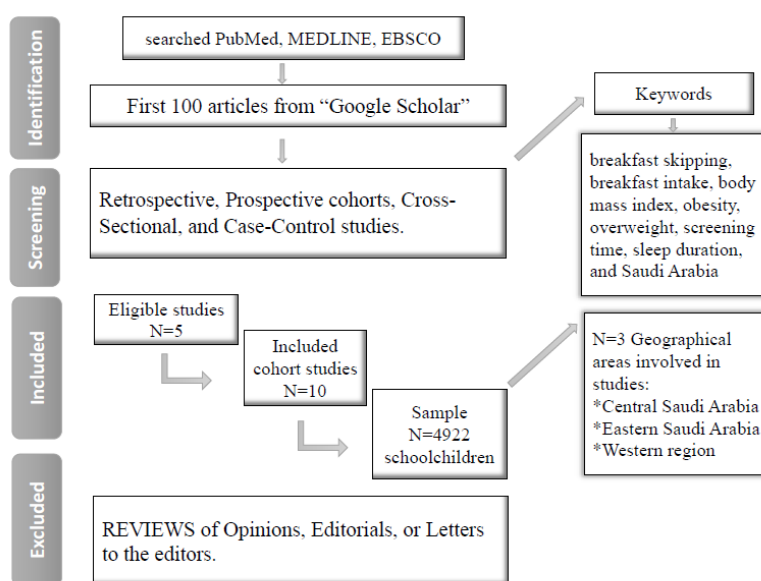 Identification
searched PubMed, MEDLINE, EBSCO
First 100 articles from “Google Scholar”
Keywords
breakfast skipping,
breakfast intake, body
mass index, obesity,
overweight, screening
time, sleep duration,
and Saudi Arabia
Screening
Retrospective, Prospective cohorts, Cross-
Sectional, and Case-Control studies.
Included
Eligible studies
N=5
Included
cohort studies
N=10
Sample
N=4922
schoolchildren
N=3 Geographical
areas involved in
studies:
*Central Saudi Arabia
*Eastern Saudi Arabia
*Western region
Excluded
REVIEWS of Opinions, Editorials, or Letters
to the editors.